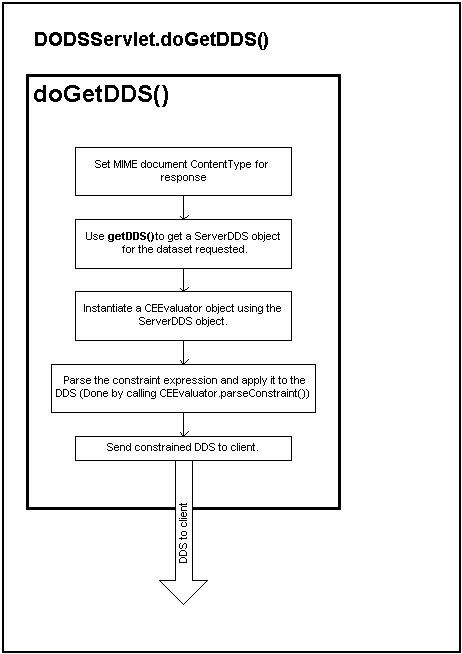 DODSServlet.doGetDDS()
doGetDDS()
Set MIME document ContentType for
response
Use getDDS()to get a ServerDDS object
for the dataset requested.
Instantiate a CEEvaluator object using the
ServerDDS object.
Parse the constraint expression and apply it to the
DDS (Done by calling CEEvaluator.parseConstraint())
Send constrained DDS to client.
DDS to client